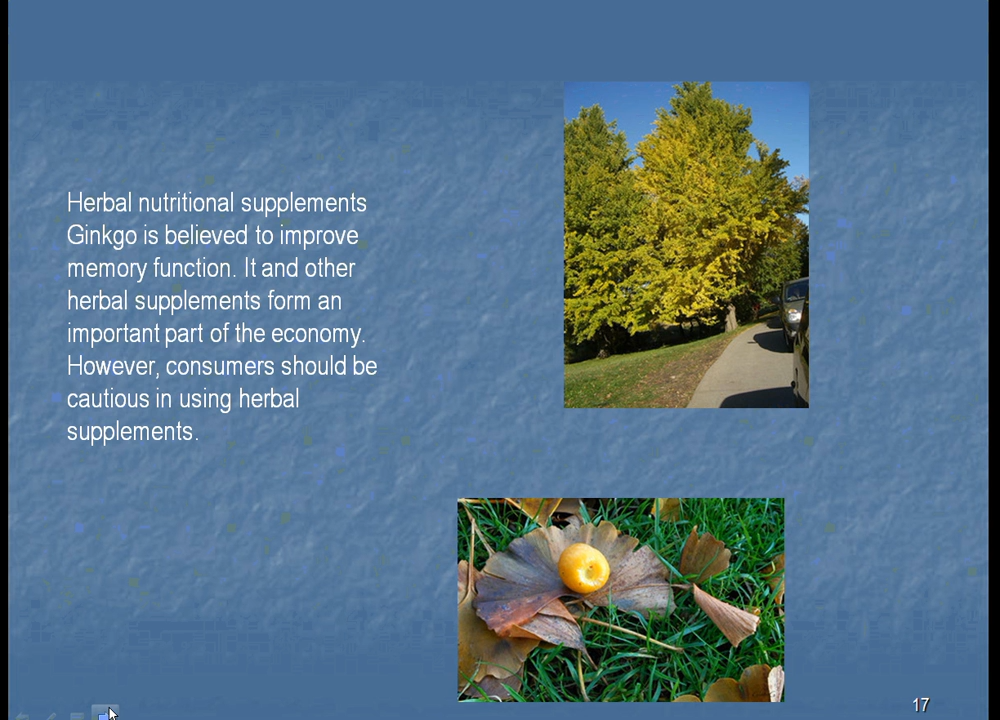 Herbal nutritional supplements
Ginkgo is believed to improve
memory function. It and other
herbal supplements form an
important part of the economy.
However, consumers should be
cautious in using herbal
supplements.
17